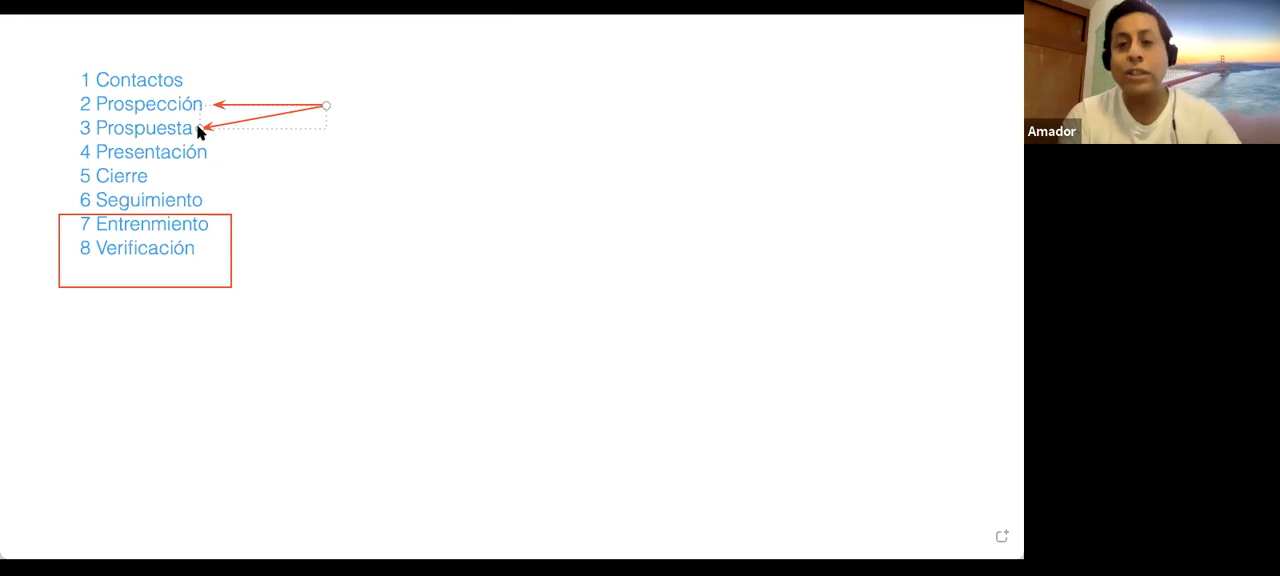 1 Contactos
2 Prospección
3 Prospuesta
4 Presentación
5 Cierre
6 Seguimiento
7 Entrenmiento
8 Verificación
Amador